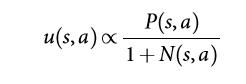 u(s,a) ∝ P(s,a) / (1 + N(s,a))